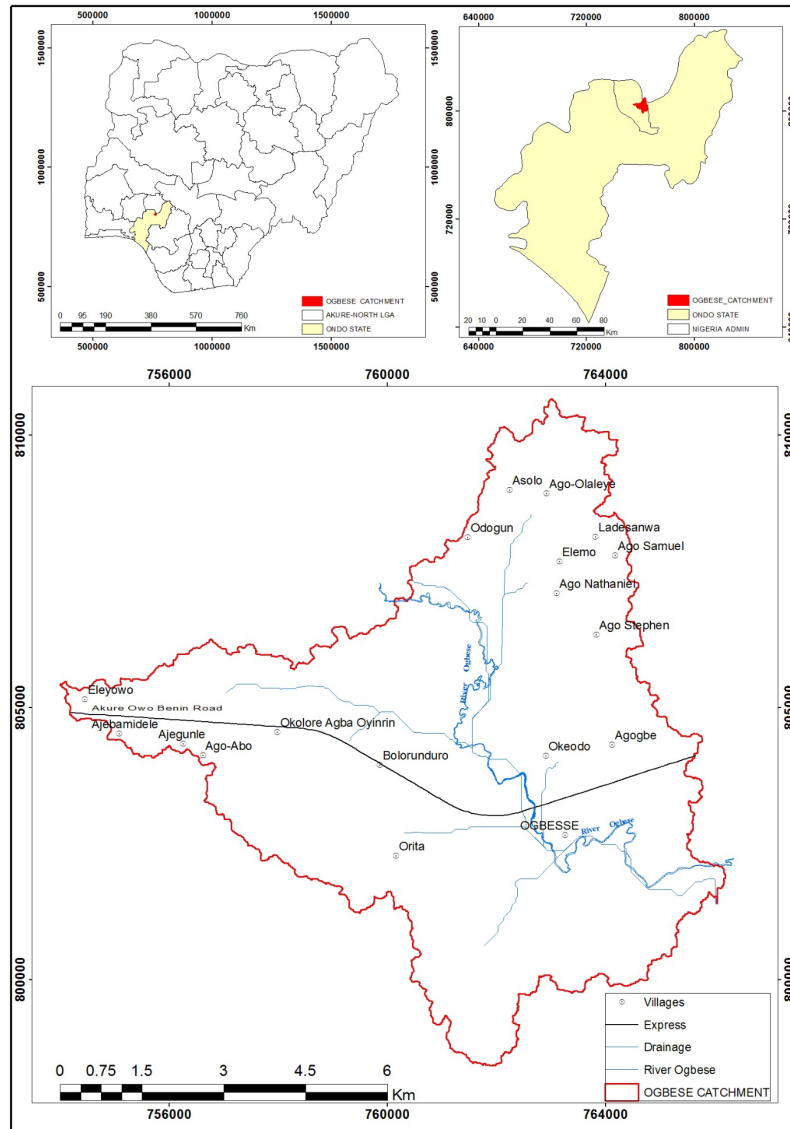 500000 1000000 1500000
1500000
1000000
500000
OGBESE CATCHMENT
AKURE-NORTH LGA
ONDO STATE
0 95 190 380 570 760
Km
500000 1000000 1500000
640000 720000 800000
800000
720000
OGBESE_CATCHMENT
ONDO STATE
NIGERIA ADMIN
20 10 0 20 40 60 80
Km
640000 720000 800000
756000 760000 764000
810000 810000
Asolo
Ago-Olaleye
Odogun
Ladesanwa
Ago Samuel
Elemo
Ago Nathaniel
Ago Stephen
River Ogbese
Eleyowo
805000 805000
Akure Owo Benin Road
Ajebamidele
Ajegunle
Ago-Abo
Okolore Agba Oyinrin
Bolorunduro
Okeodo
Agogbe
OGBESSE
River Ogbese
Orita
800000 800000
Villages
Express
Drainage
River Ogbese
OGBESE CATCHMENT
0 0.75 1.5 3 4.5 6
Km
756000 760000 764000